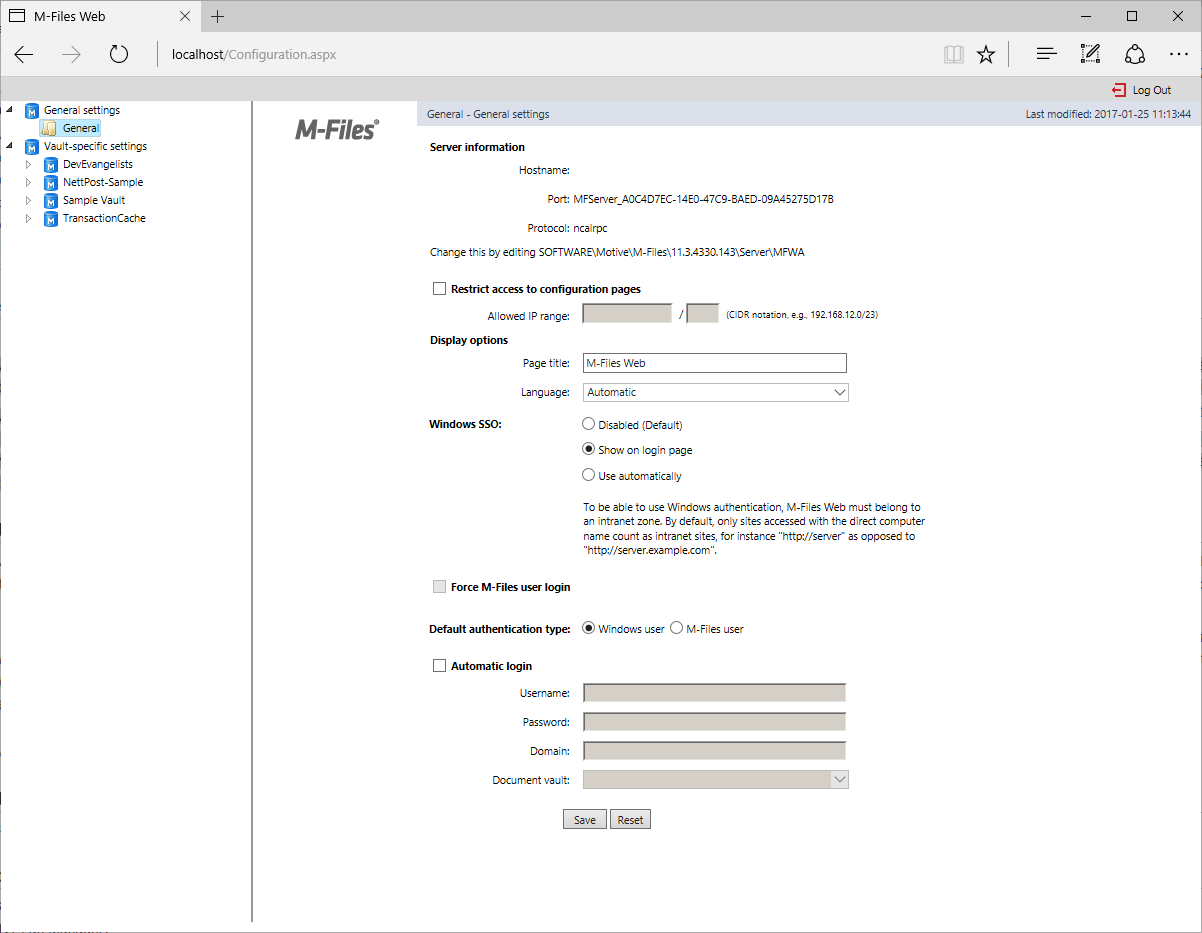 M-Files Web
localhost/Configuration.aspx
Log Out
General settings
General
Vault-specific settings
DevEvangelists
NettPost-Sample
Sample Vault
TransactionCache
M-Files®
General - General settings
Last modified: 2017-01-25 11:13:44
Server information
Hostname:
Port: MFServer_A0C4D7EC-14E0-47C9-BAED-09A45275D17B
Protocol: ncalrpc
Change this by editing SOFTWARE\Motive\M-Files\11.3.4330.143\Server\MFWA
Restrict access to configuration pages
Allowed IP range: / (CIDR notation, e.g., 192.168.12.0/23)
Display options
Page title: M-Files Web
Language: Automatic
Windows SSO: Disabled (Default)
Show on login page
Use automatically
To be able to use Windows authentication, M-Files Web must belong to
an intranet zone. By default, only sites accessed with the direct computer
name count as intranet sites, for instance "http://server" as opposed to
"http://server.example.com".
Force M-Files user login
Default authentication type: Windows user M-Files user
Automatic login
Username:
Password:
Domain:
Document vault:
Save Reset